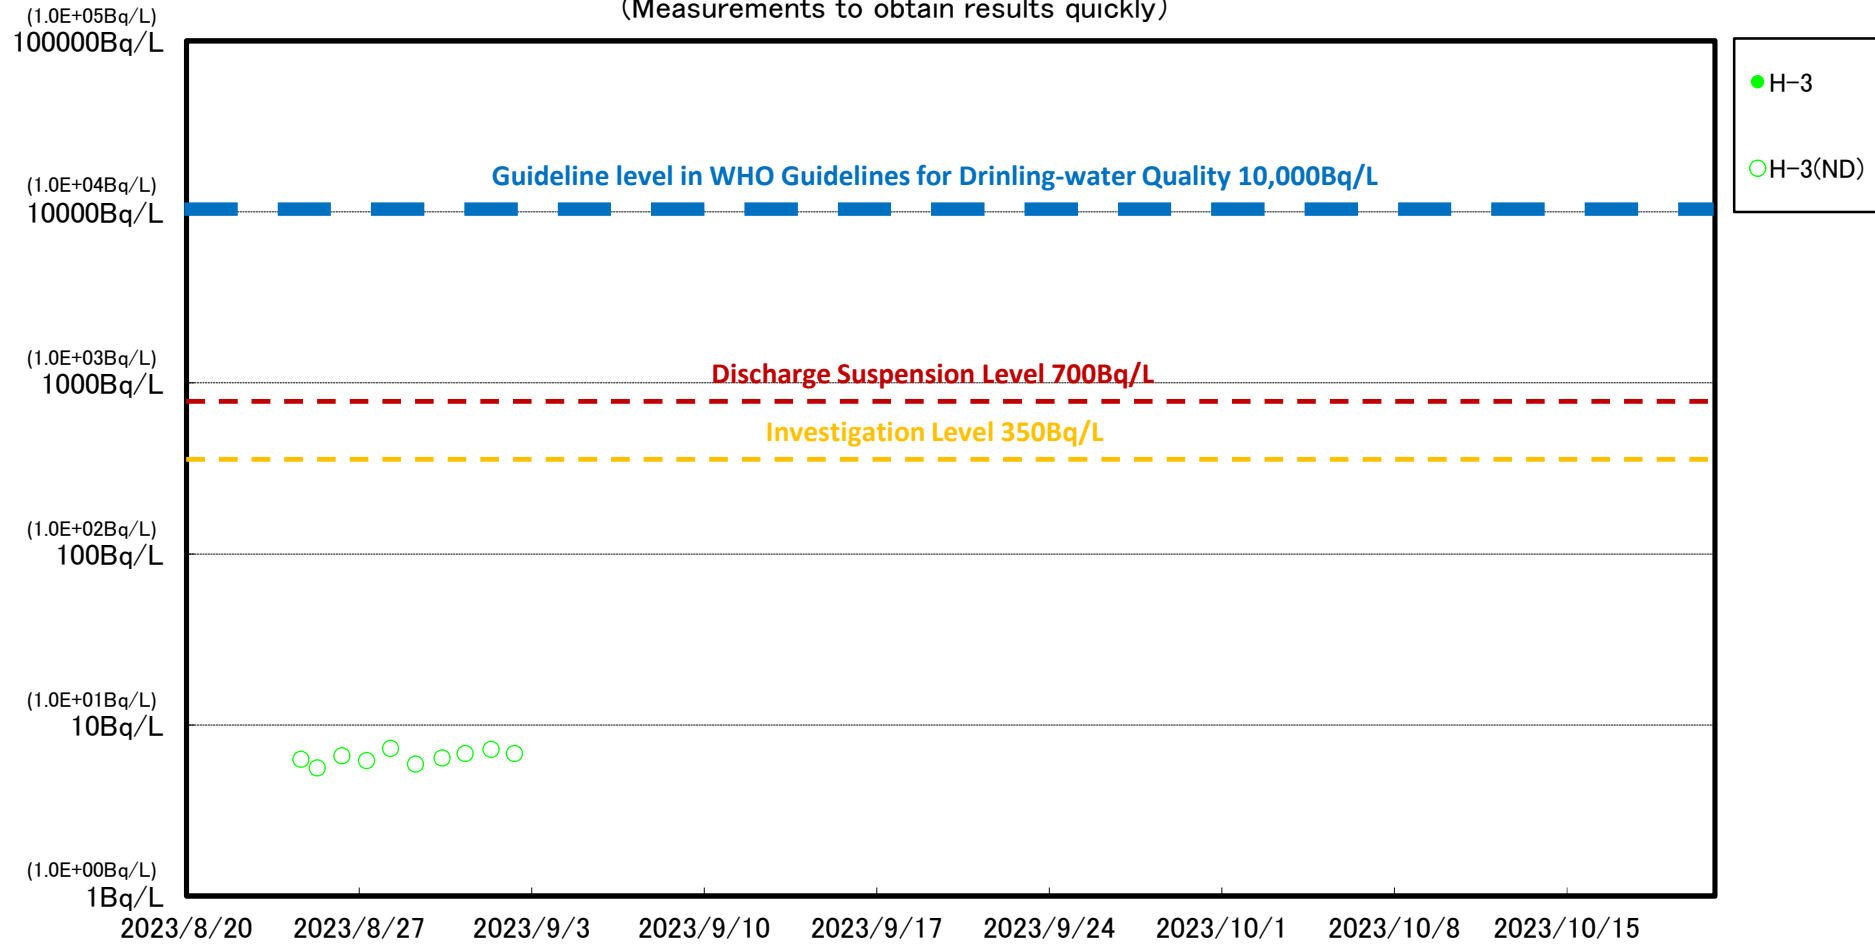 (Measurements to obtain results quickly)
(1.0E+05Bq/L)
100000Bq/L
H-3
H-3(ND)
Guideline level in WHO Guidelines for Drinling-water Quality 10,000Bq/L
(1.0E+04Bq/L)
10000Bq/L
(1.0E+03Bq/L)
1000Bq/L
Discharge Suspension Level 700Bq/L
Investigation Level 350Bq/L
(1.0E+02Bq/L)
100Bq/L
(1.0E+01Bq/L)
10Bq/L
(1.0E+00Bq/L)
1Bq/L
2023/8/20 2023/8/27 2023/9/3 2023/9/10 2023/9/17 2023/9/24 2023/10/1 2023/10/8 2023/10/15